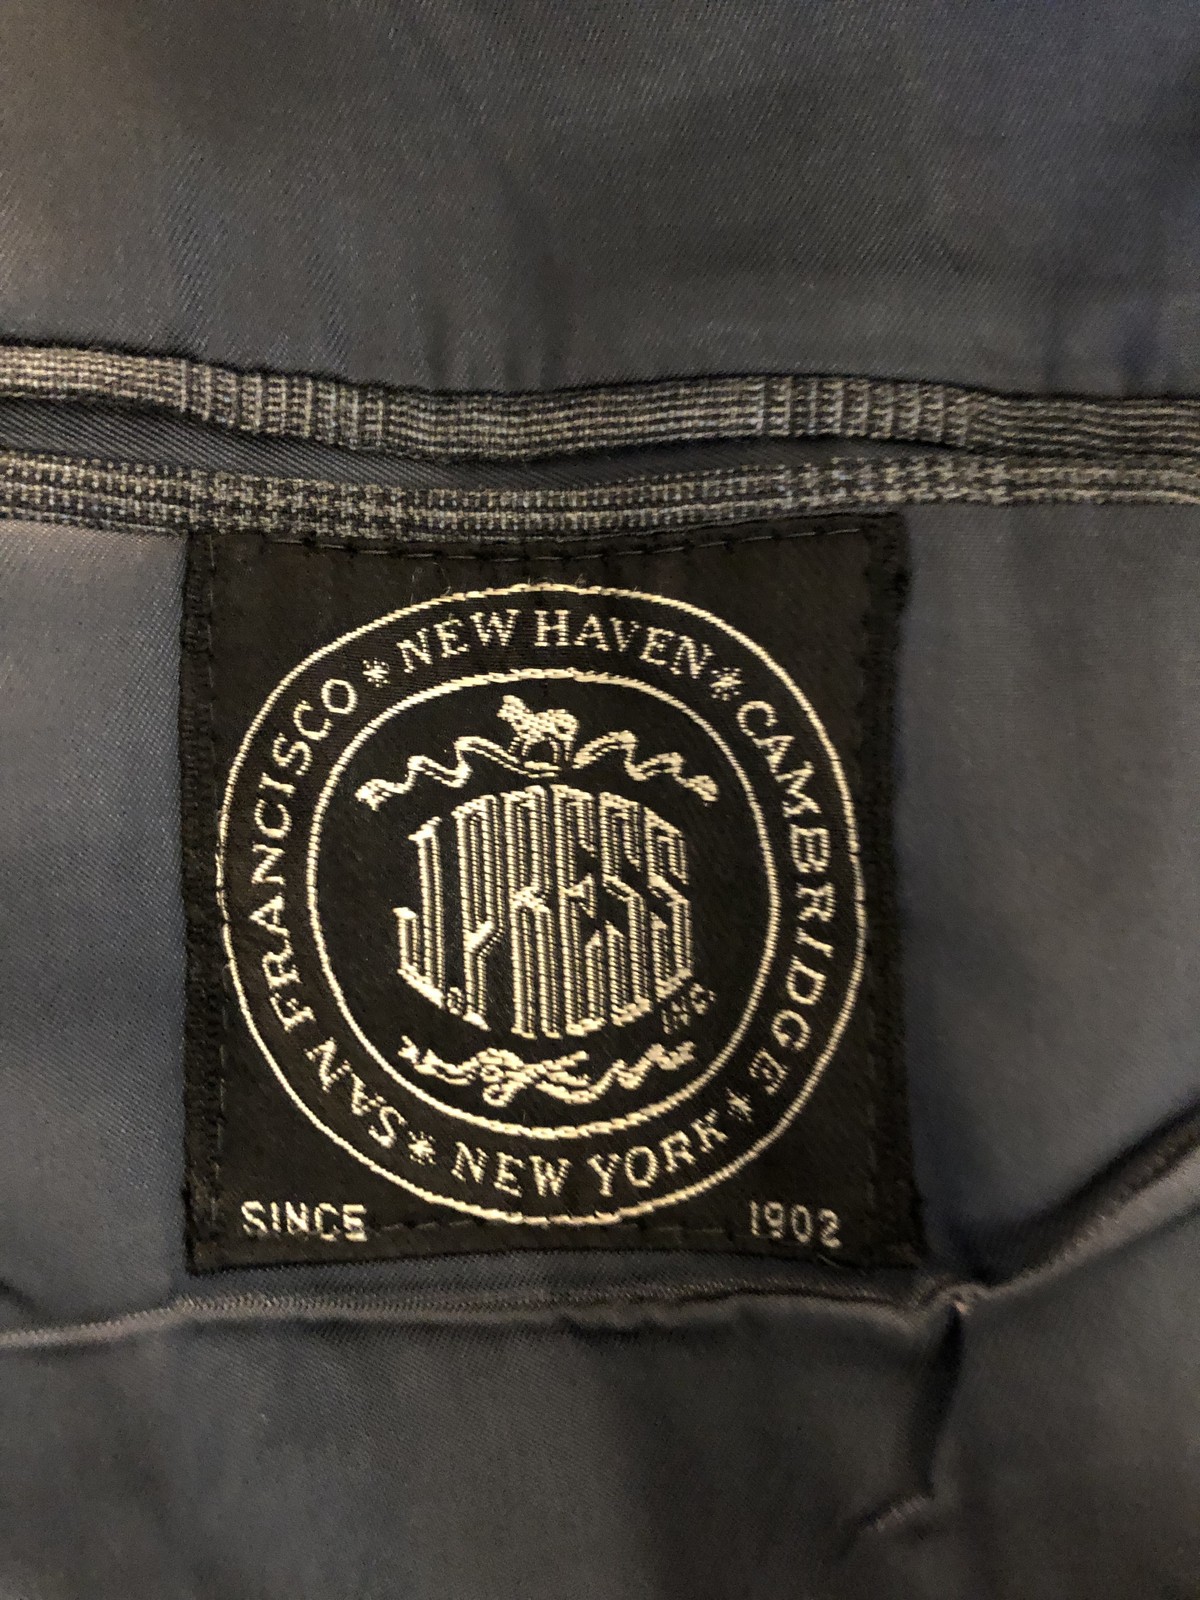 NEW HAVEN * CAMBRIDGE * NEW YORK * SAN FRANCISCO *
J. PRESS
INC
SINCE 1902